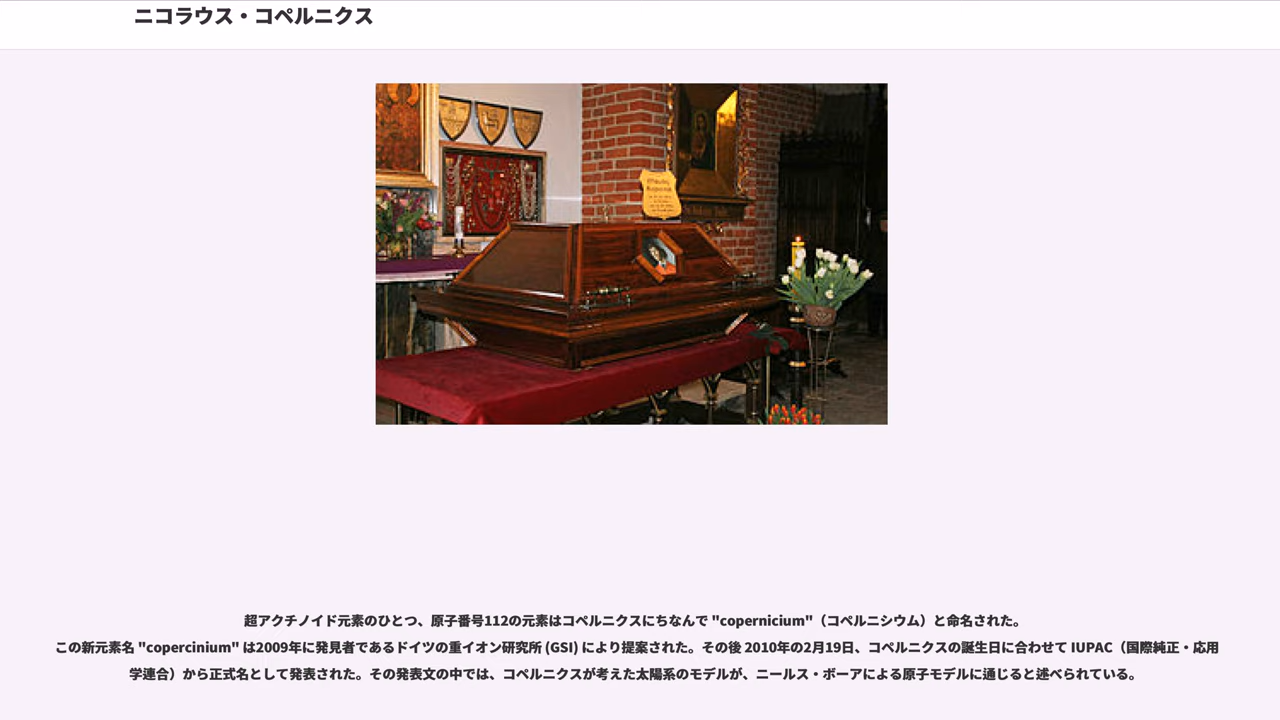 ニコラウス・コペルニクス
超アクチノイド元素のひとつ、原子番号112の元素はコペルニクスにちなんで "copernicium"（コペルニシウム）と命名された。
この新元素名 "copercinium" は2009年に発見者であるドイツの重イオン研究所 (GSI) により提案された。その後 2010年の2月19日、コペルニクスの誕生日に合わせて IUPAC（国際純正・応用
学連合）から正式名として発表された。その発表文の中では、コペルニクスが考えた太陽系のモデルが、ニールス・ボーアによる原子モデルに通じると述べられている。